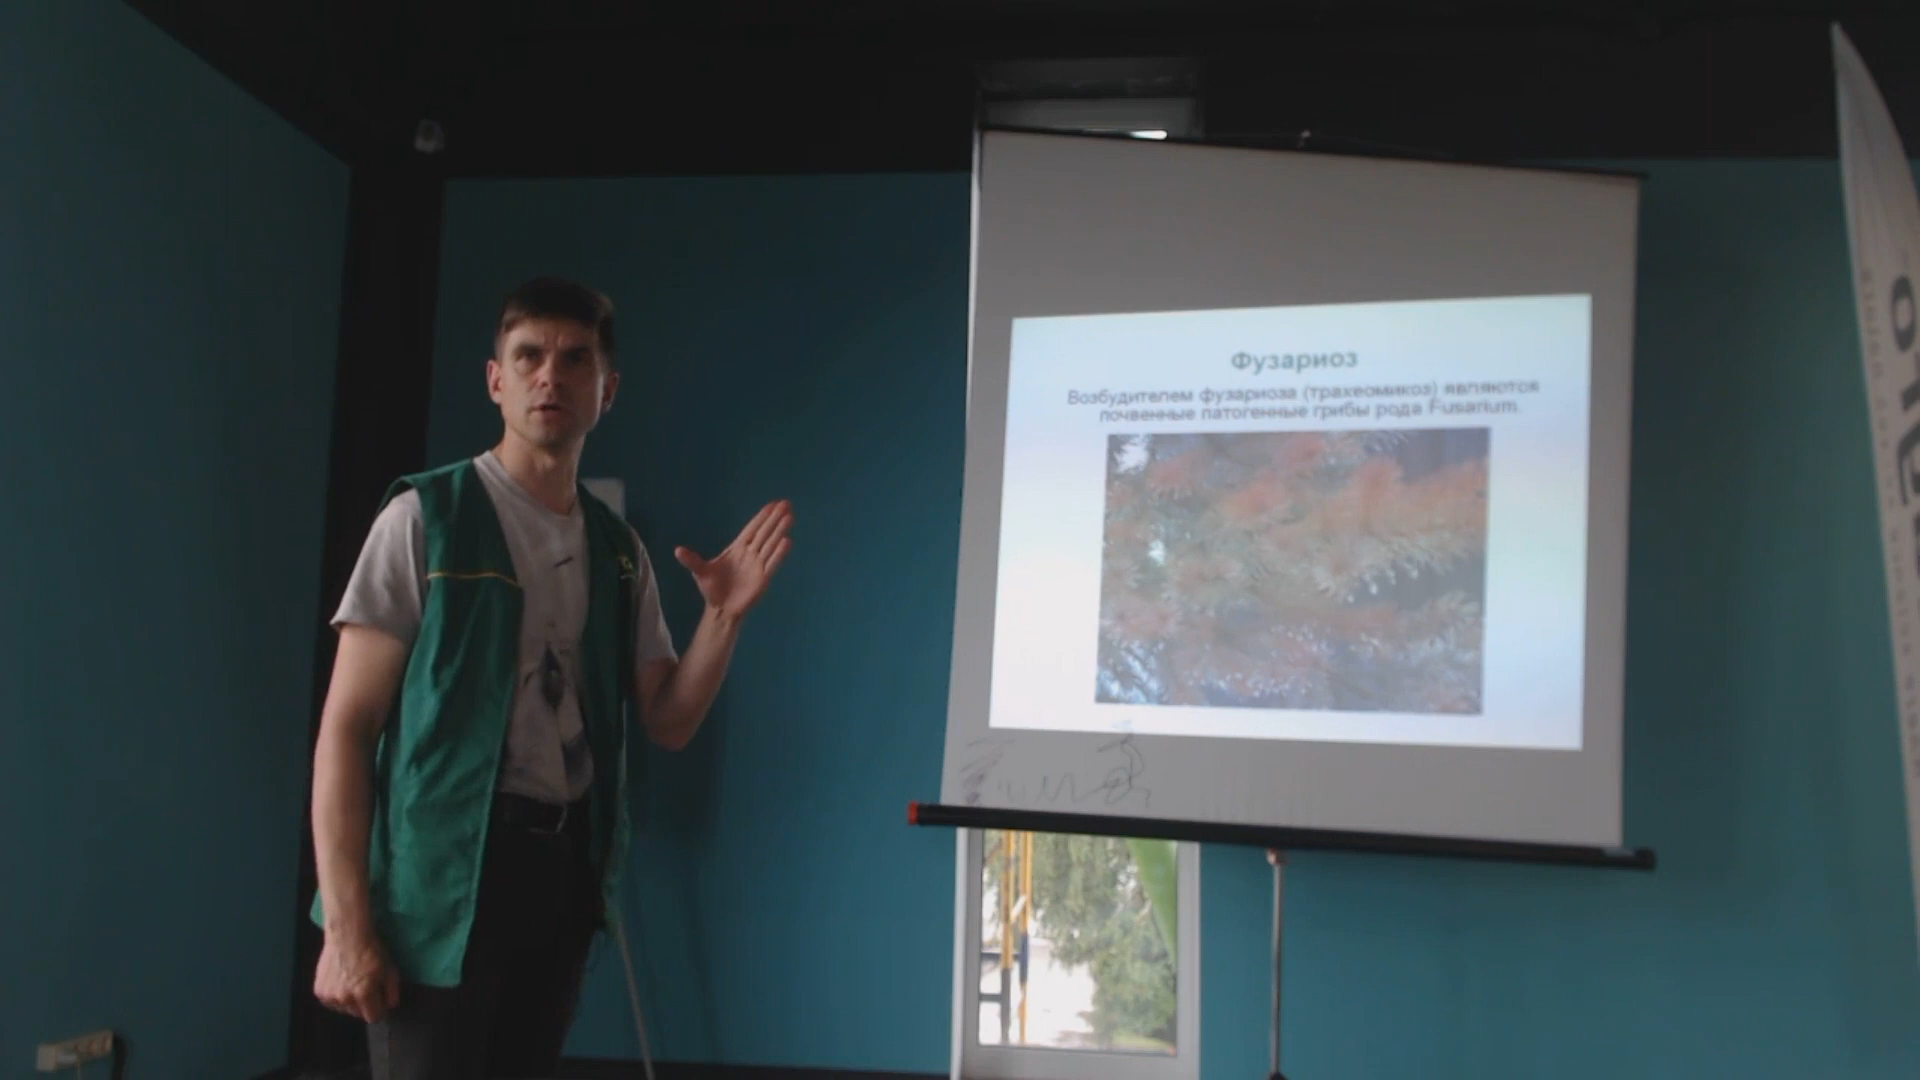 Фузариоз
Возбудителем фузариоза (трахеомикоз) являются
почвенные патогенные грибы рода Fusarium.